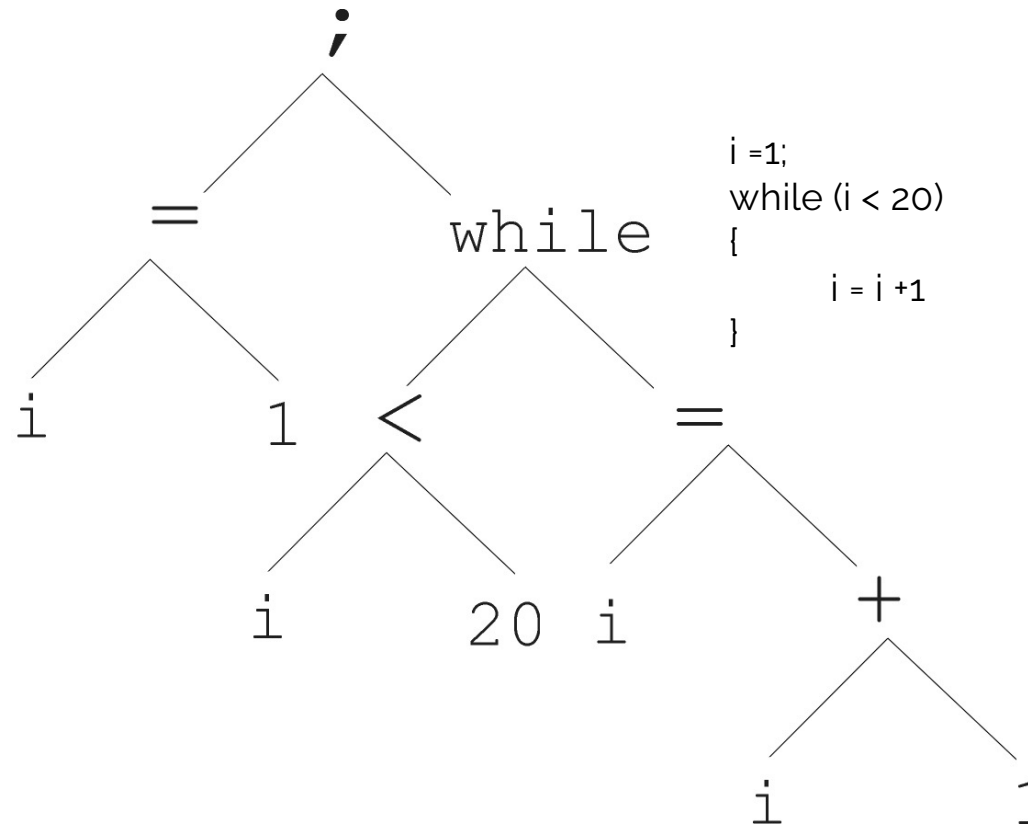 ;
=
while
i =1;
while (i < 20)
{
i = i +1
}
i
1
<
=
i
20
i
+
i